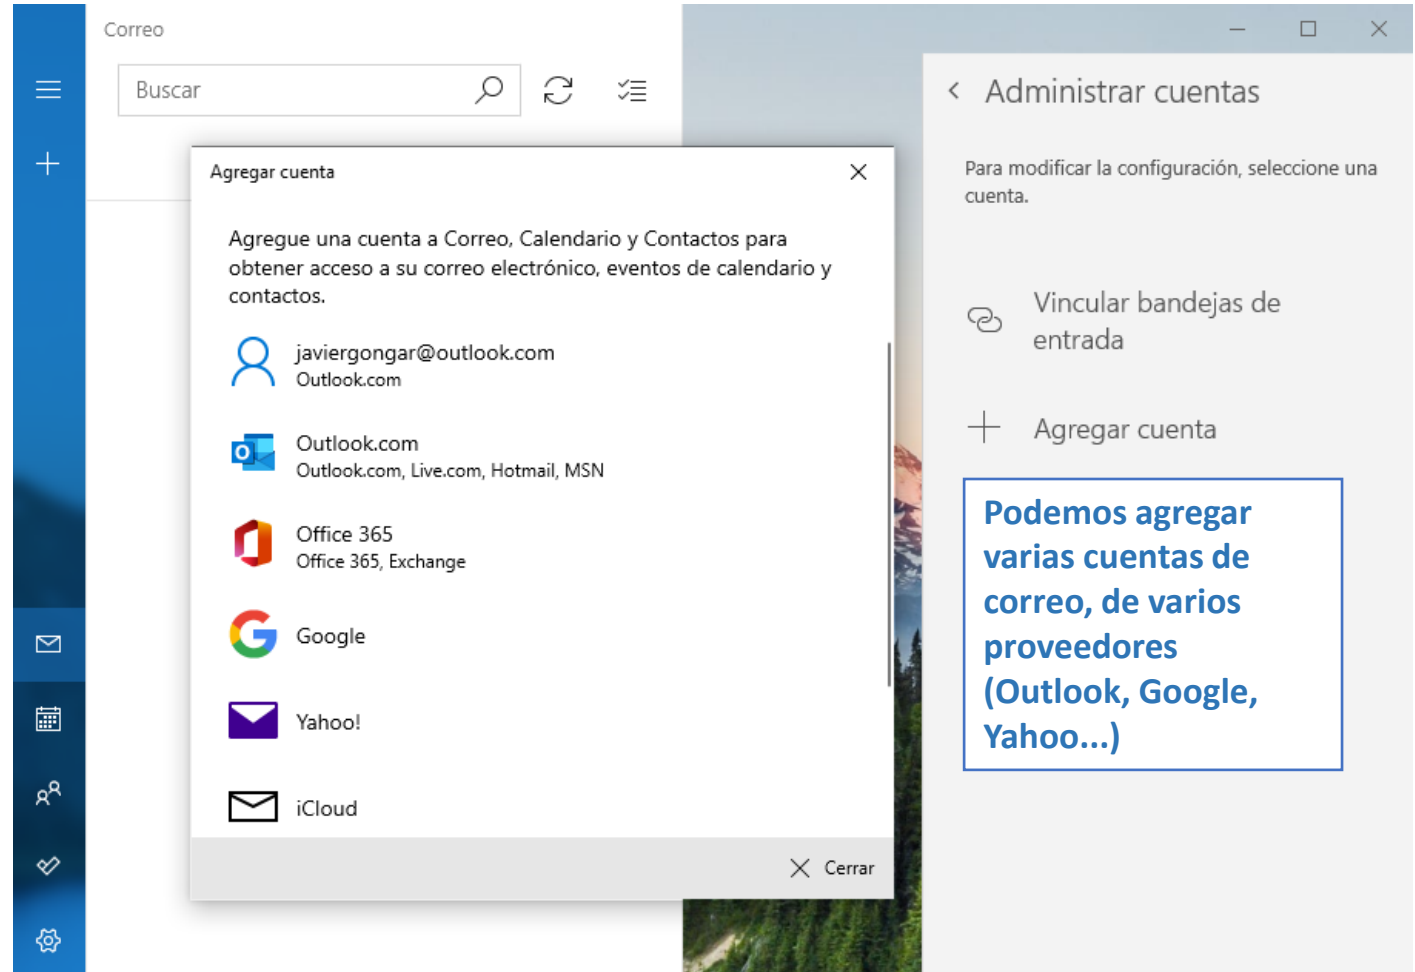 Correo
Buscar
Agregar cuenta
Agregue una cuenta a Correo, Calendario y Contactos para
obtener acceso a su correo electrónico, eventos de calendario y
contactos.
javiergongar@outlook.com
Outlook.com
Outlook.com
Outlook.com, Live.com, Hotmail, MSN
Office 365
Office 365, Exchange
Google
Yahoo!
iCloud
Cerrar
Administrar cuentas
Para modificar la configuración, seleccione una
cuenta.
Vincular bandejas de
entrada
Agregar cuenta
Podemos agregar
varias cuentas de
correo, de varios
proveedores
(Outlook, Google,
Yahoo...)